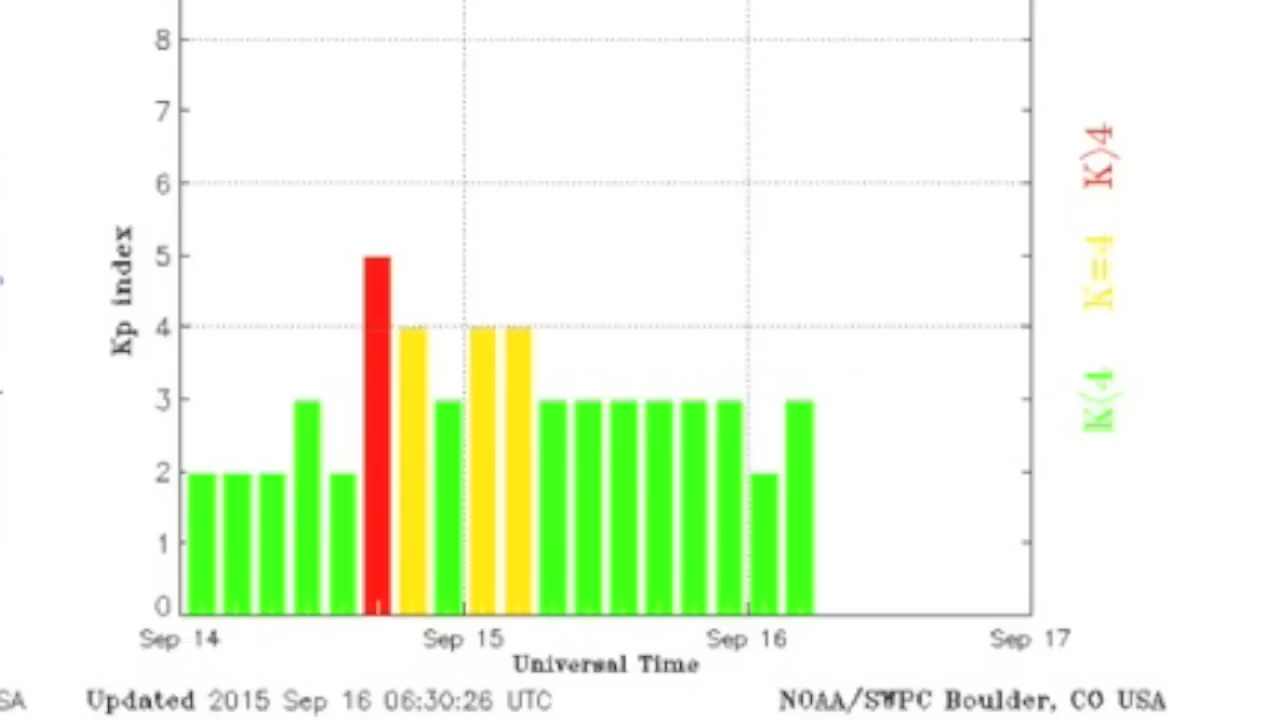 8
7
6
5
4
3
2
1
0
Kp index
Sep 14 Sep 15 Sep 16 Sep 17
Universal Time
K<4 K=4 K>4
SA Updated 2015 Sep 16 06:30:26 UTC NOAA/SWPC Boulder, CO USA